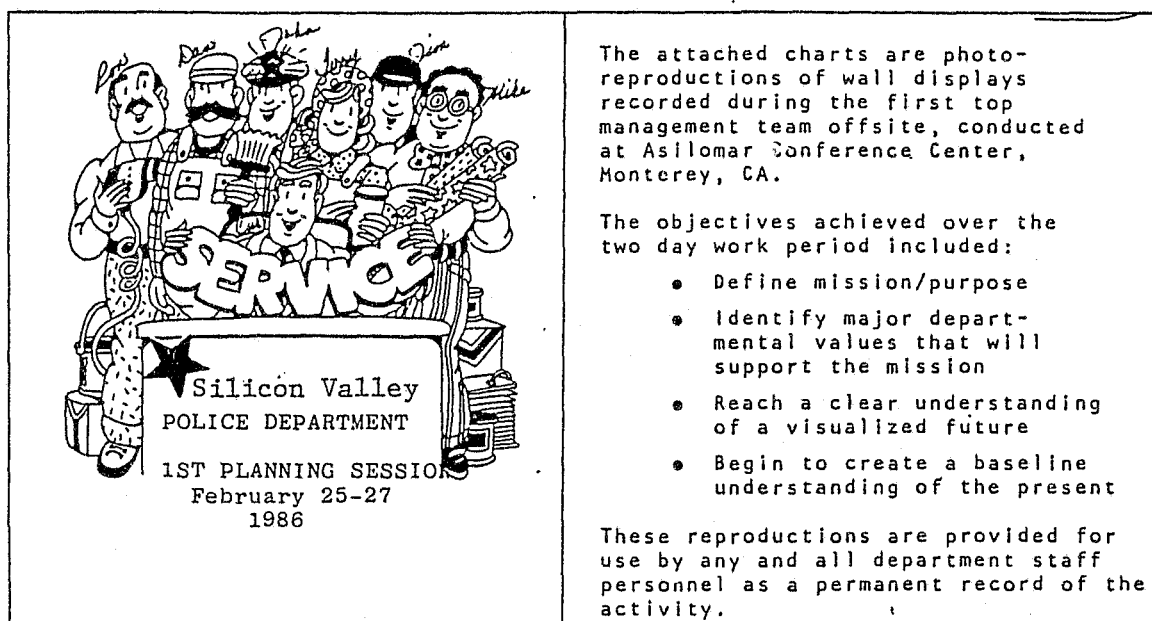 Dav
John
Jim
Mike
SERVICE
Silicon Valley
POLICE DEPARTMENT
1ST PLANNING SESSION
February 25-27
1986
The attached charts are photo-
reproductions of wall displays
recorded during the first top
management team offsite, conducted
at Asilomar Conference Center,
Monterey, CA.
The objectives achieved over the
two day work period included:
• Define mission/purpose
• Identify major depart-
mental values that will
support the mission
• Reach a clear understanding
of a visualized future
• Begin to create a baseline
understanding of the present
These reproductions are provided for
use by any and all department staff
personnel as a permanent record of the
activity.